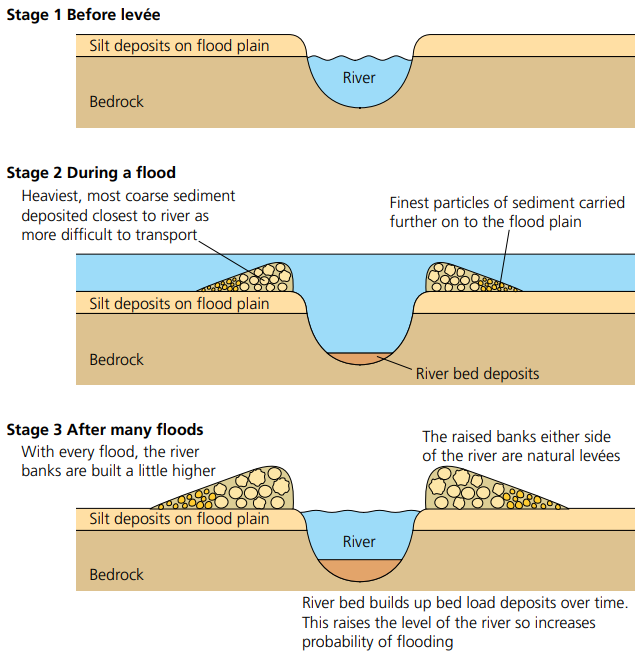 Stage 1 Before levée
Silt deposits on flood plain
River
Bedrock
Stage 2 During a flood
Heaviest, most coarse sediment
deposited closest to river as
more difficult to transport
Finest particles of sediment carried
further on to the flood plain
Silt deposits on flood plain
Bedrock
River bed deposits
Stage 3 After many floods
With every flood, the river
banks are built a little higher
The raised banks either side
of the river are natural levées
Silt deposits on flood plain
River
Bedrock
River bed builds up bed load deposits over time.
This raises the level of the river so increases
probability of flooding